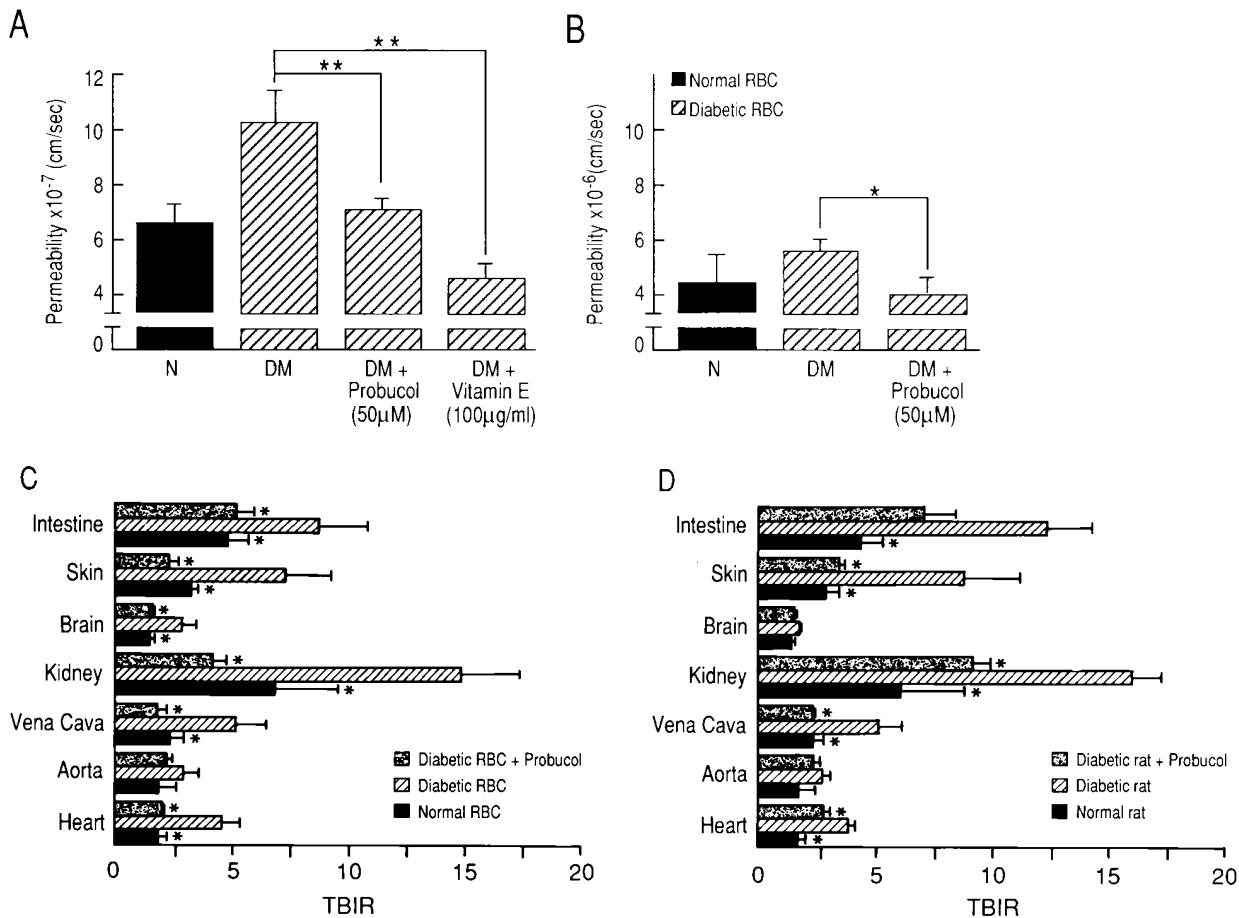 A
Permeability x10-7 (cm/sec)
12
10
8
6
4
0
**
**
N
DM
DM +
Probucol
(50µM)
DM +
Vitamin E
(100µg/ml)
B
Permeability x10-6 (cm/sec)
10
8
6
4
0
Normal RBC
Diabetic RBC
*
N
DM
DM +
Probucol
(50µM)
C
Intestine
*
*
Skin
*
*
Brain
*
*
Kidney
*
*
Vena Cava
*
*
Aorta
Heart
*
*
Diabetic RBC + Probucol
Diabetic RBC
Normal RBC
0 5 10 15 20
TBIR
D
Intestine
*
Skin
*
*
Brain
Kidney
*
*
Vena Cava
*
*
Aorta
Heart
*
*
Diabetic rat + Probucol
Diabetic rat
Normal rat
0 5 10 15 20
TBIR